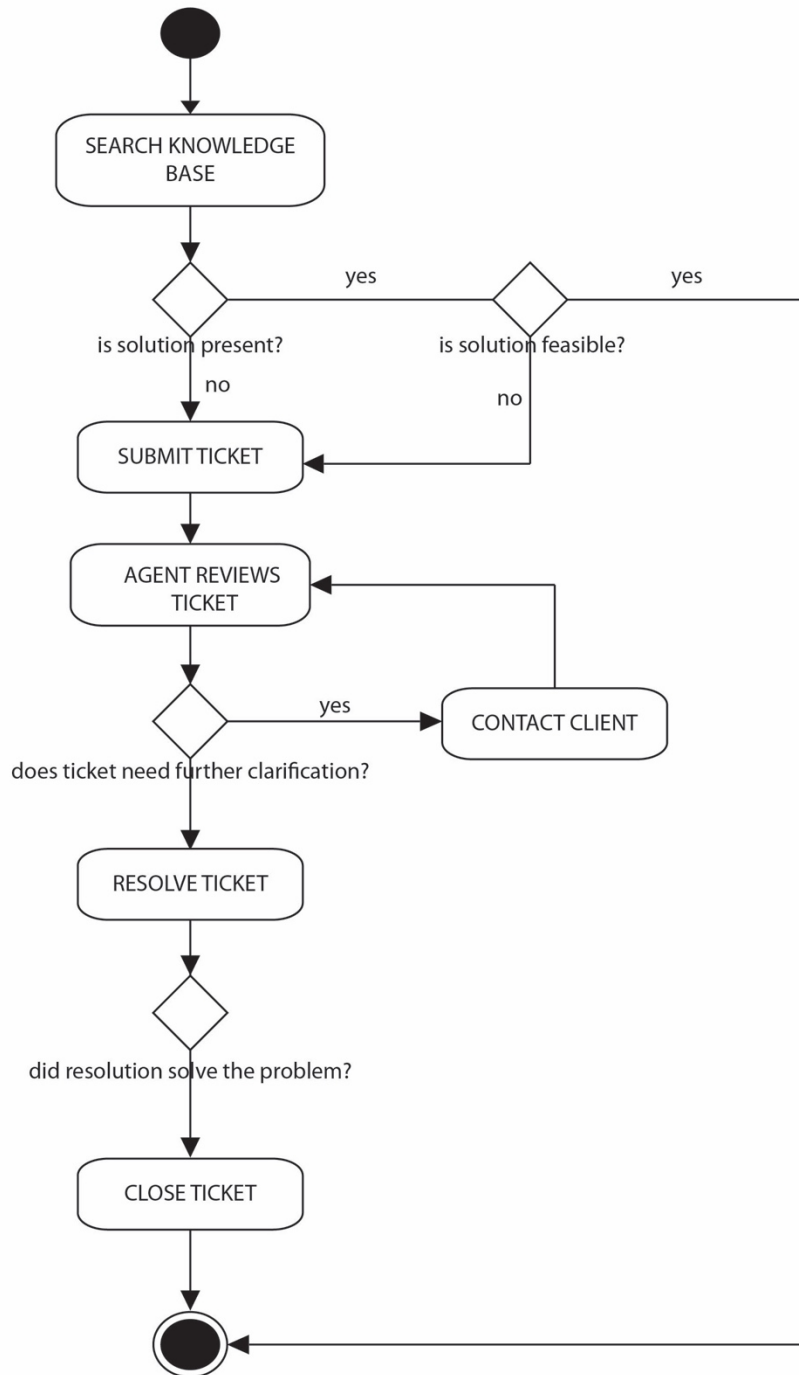 SEARCH KNOWLEDGE
BASE
yes
yes
is solution present?
is solution feasible?
no
no
SUBMIT TICKET
AGENT REVIEWS
TICKET
yes
CONTACT CLIENT
does ticket need further clarification?
RESOLVE TICKET
did resolution solve the problem?
CLOSE TICKET